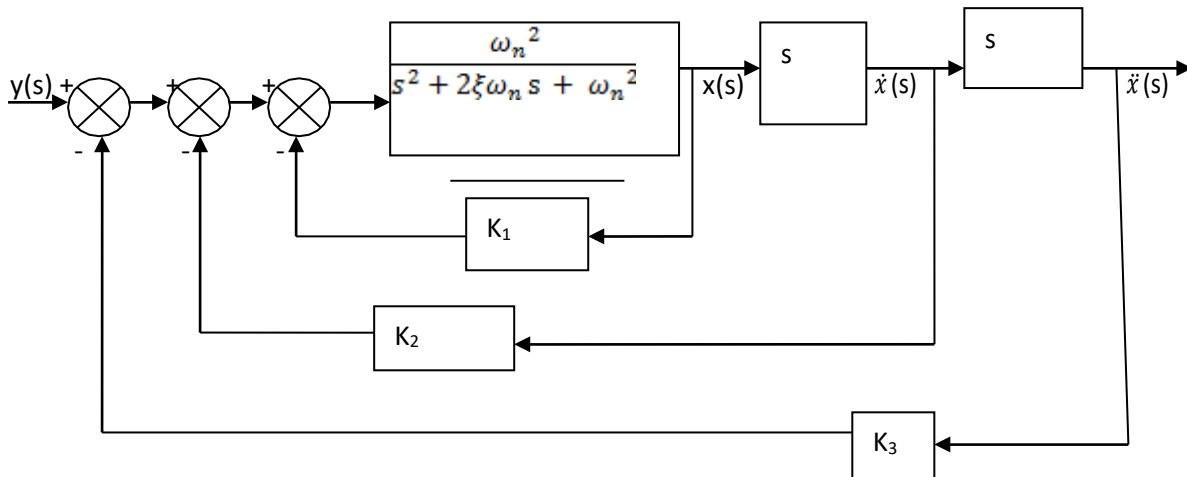 y(s)
+
-
+
-
+
-
ωₙ²
s² + 2ξωₙ s + ωₙ²
x(s)
s
ẋ(s)
s
ẍ(s)
K₁
K₂
K₃